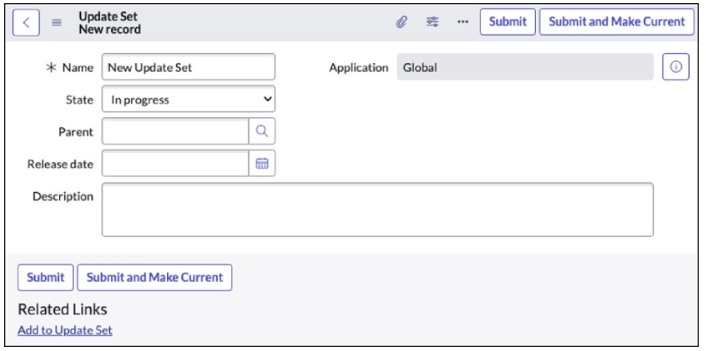 Update Set
New record
Submit
Submit and Make Current
Name
New Update Set
Application
Global
State
In progress
Parent
Release date
Description
Submit
Submit and Make Current
Related Links
Add to Update Set